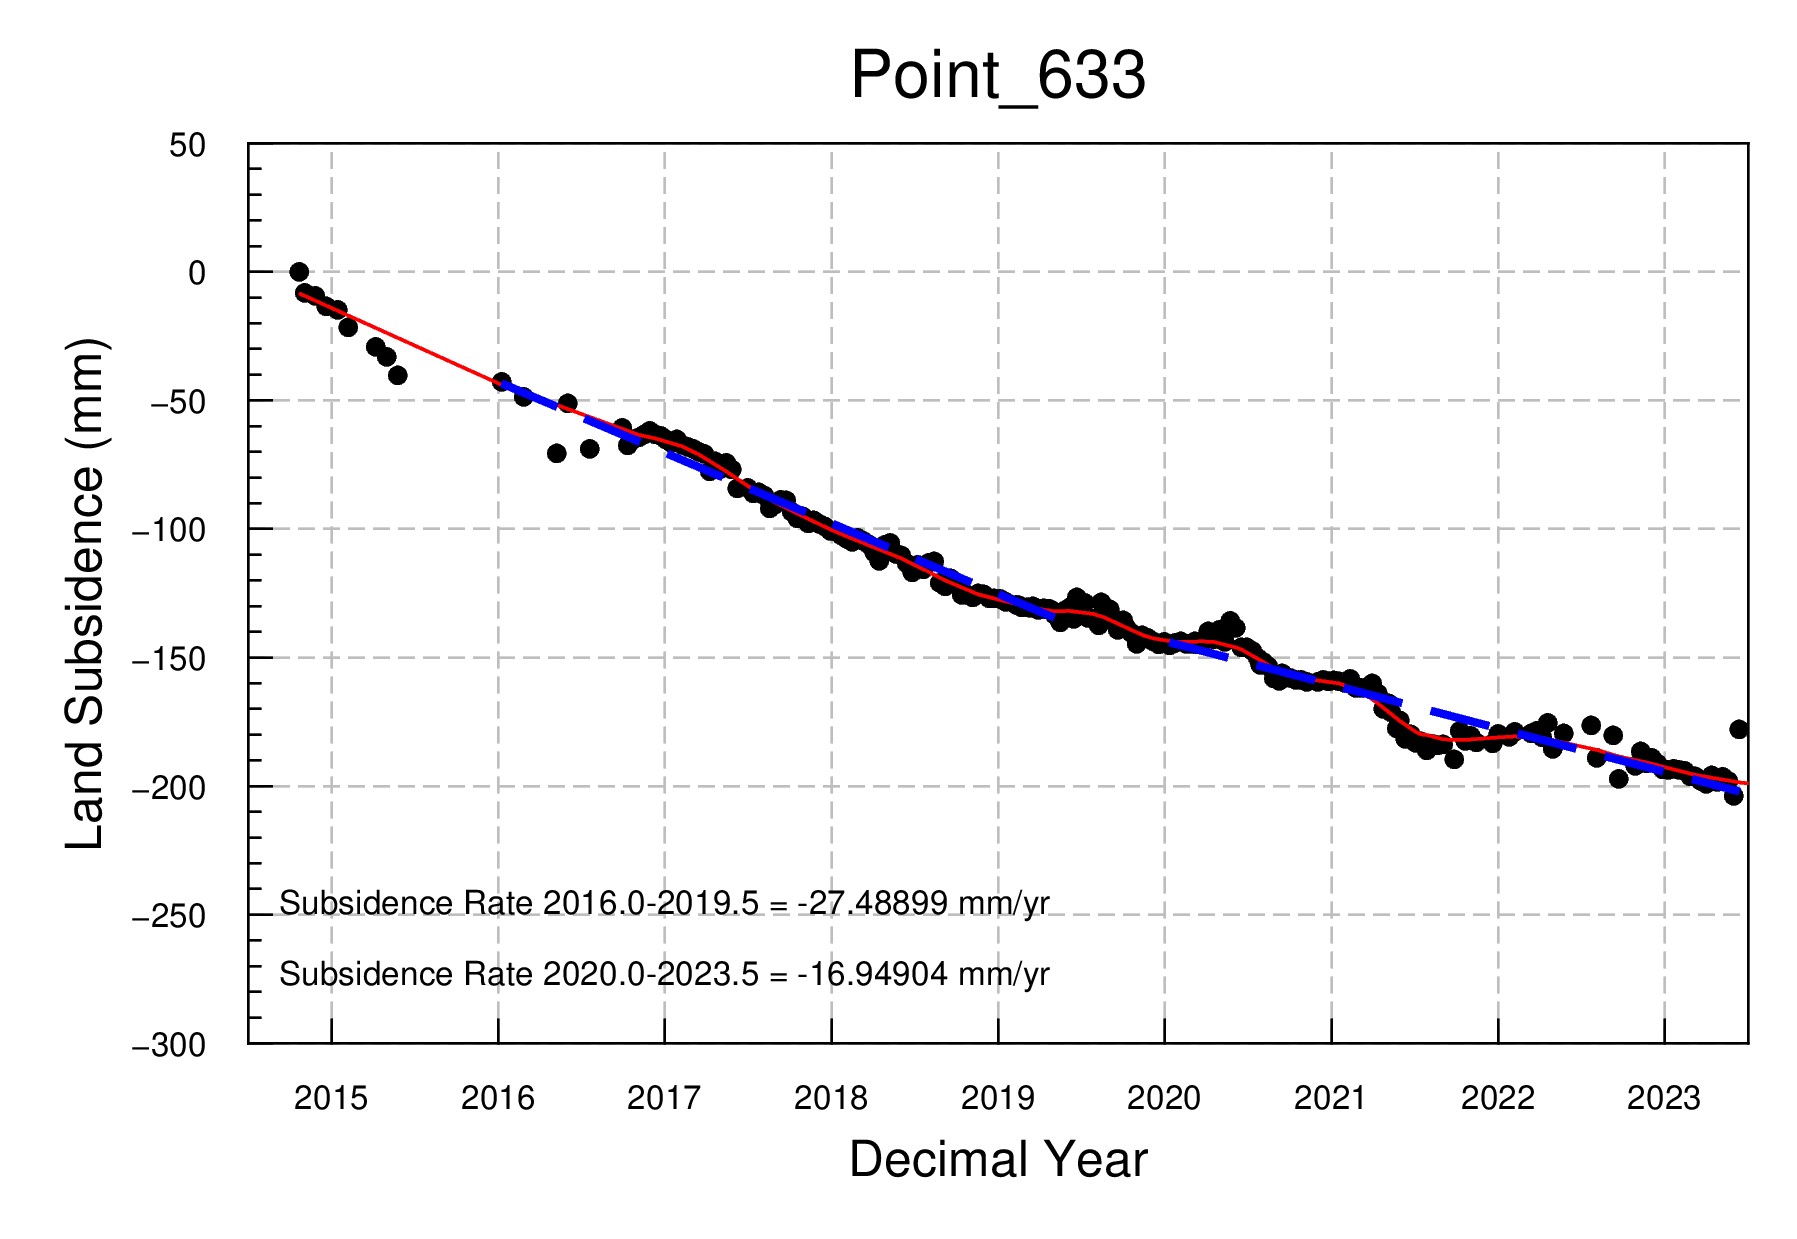 Point_633
50
0
−50
−100
−150
−200
−250
−300
Land Subsidence (mm)
Subsidence Rate 2016.0-2019.5 = -27.48899 mm/yr
Subsidence Rate 2020.0-2023.5 = -16.94904 mm/yr
2015 2016 2017 2018 2019 2020 2021 2022 2023
Decimal Year